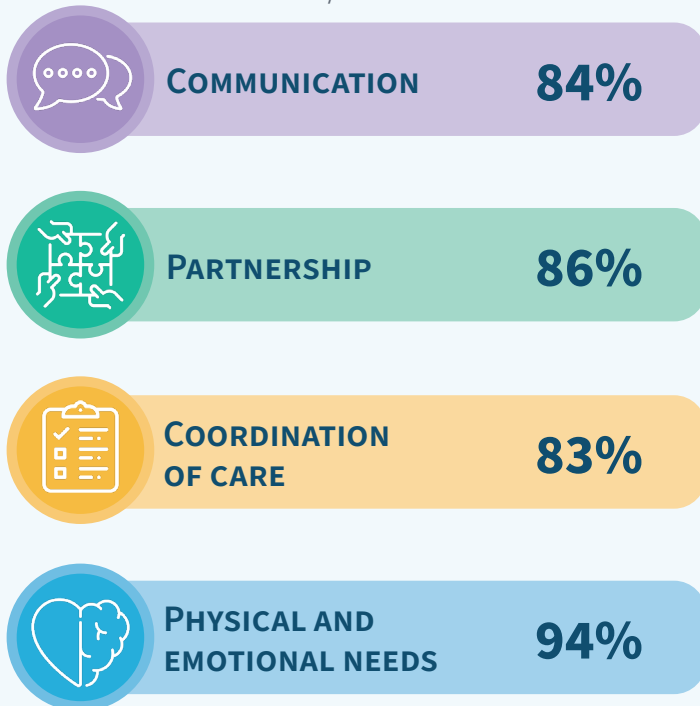 COMMUNICATION 84%
PARTNERSHIP 86%
COORDINATION
OF CARE 83%
PHYSICAL AND
EMOTIONAL NEEDS 94%